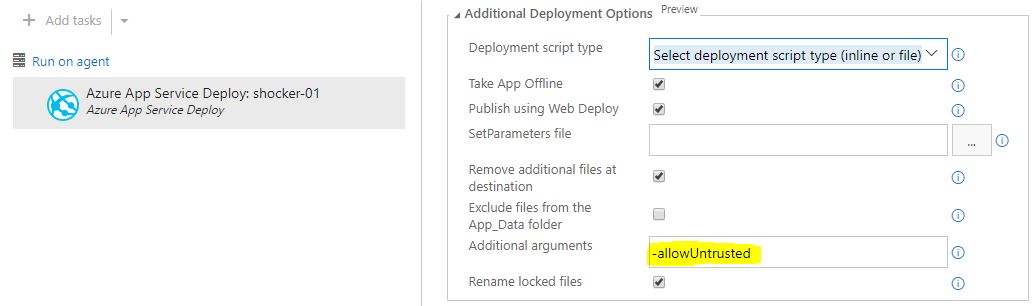 Add tasks
Run on agent
Azure App Service Deploy: shocker-01
Azure App Service Deploy
Additional Deployment Options Preview
Deployment script type
Select deployment script type (inline or file)
Take App Offline
Publish using Web Deploy
SetParameters file
...
Remove additional files at
destination
Exclude files from the
App_Data folder
Additional arguments
-allowUntrusted
Rename locked files